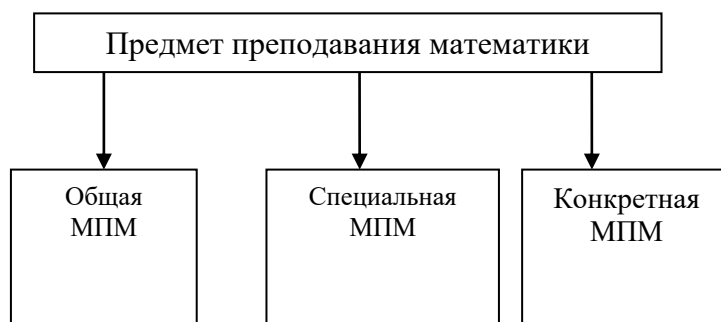 Предмет преподавания математики
Общая
МПМ
Специальная
МПМ
Конкретная
МПМ